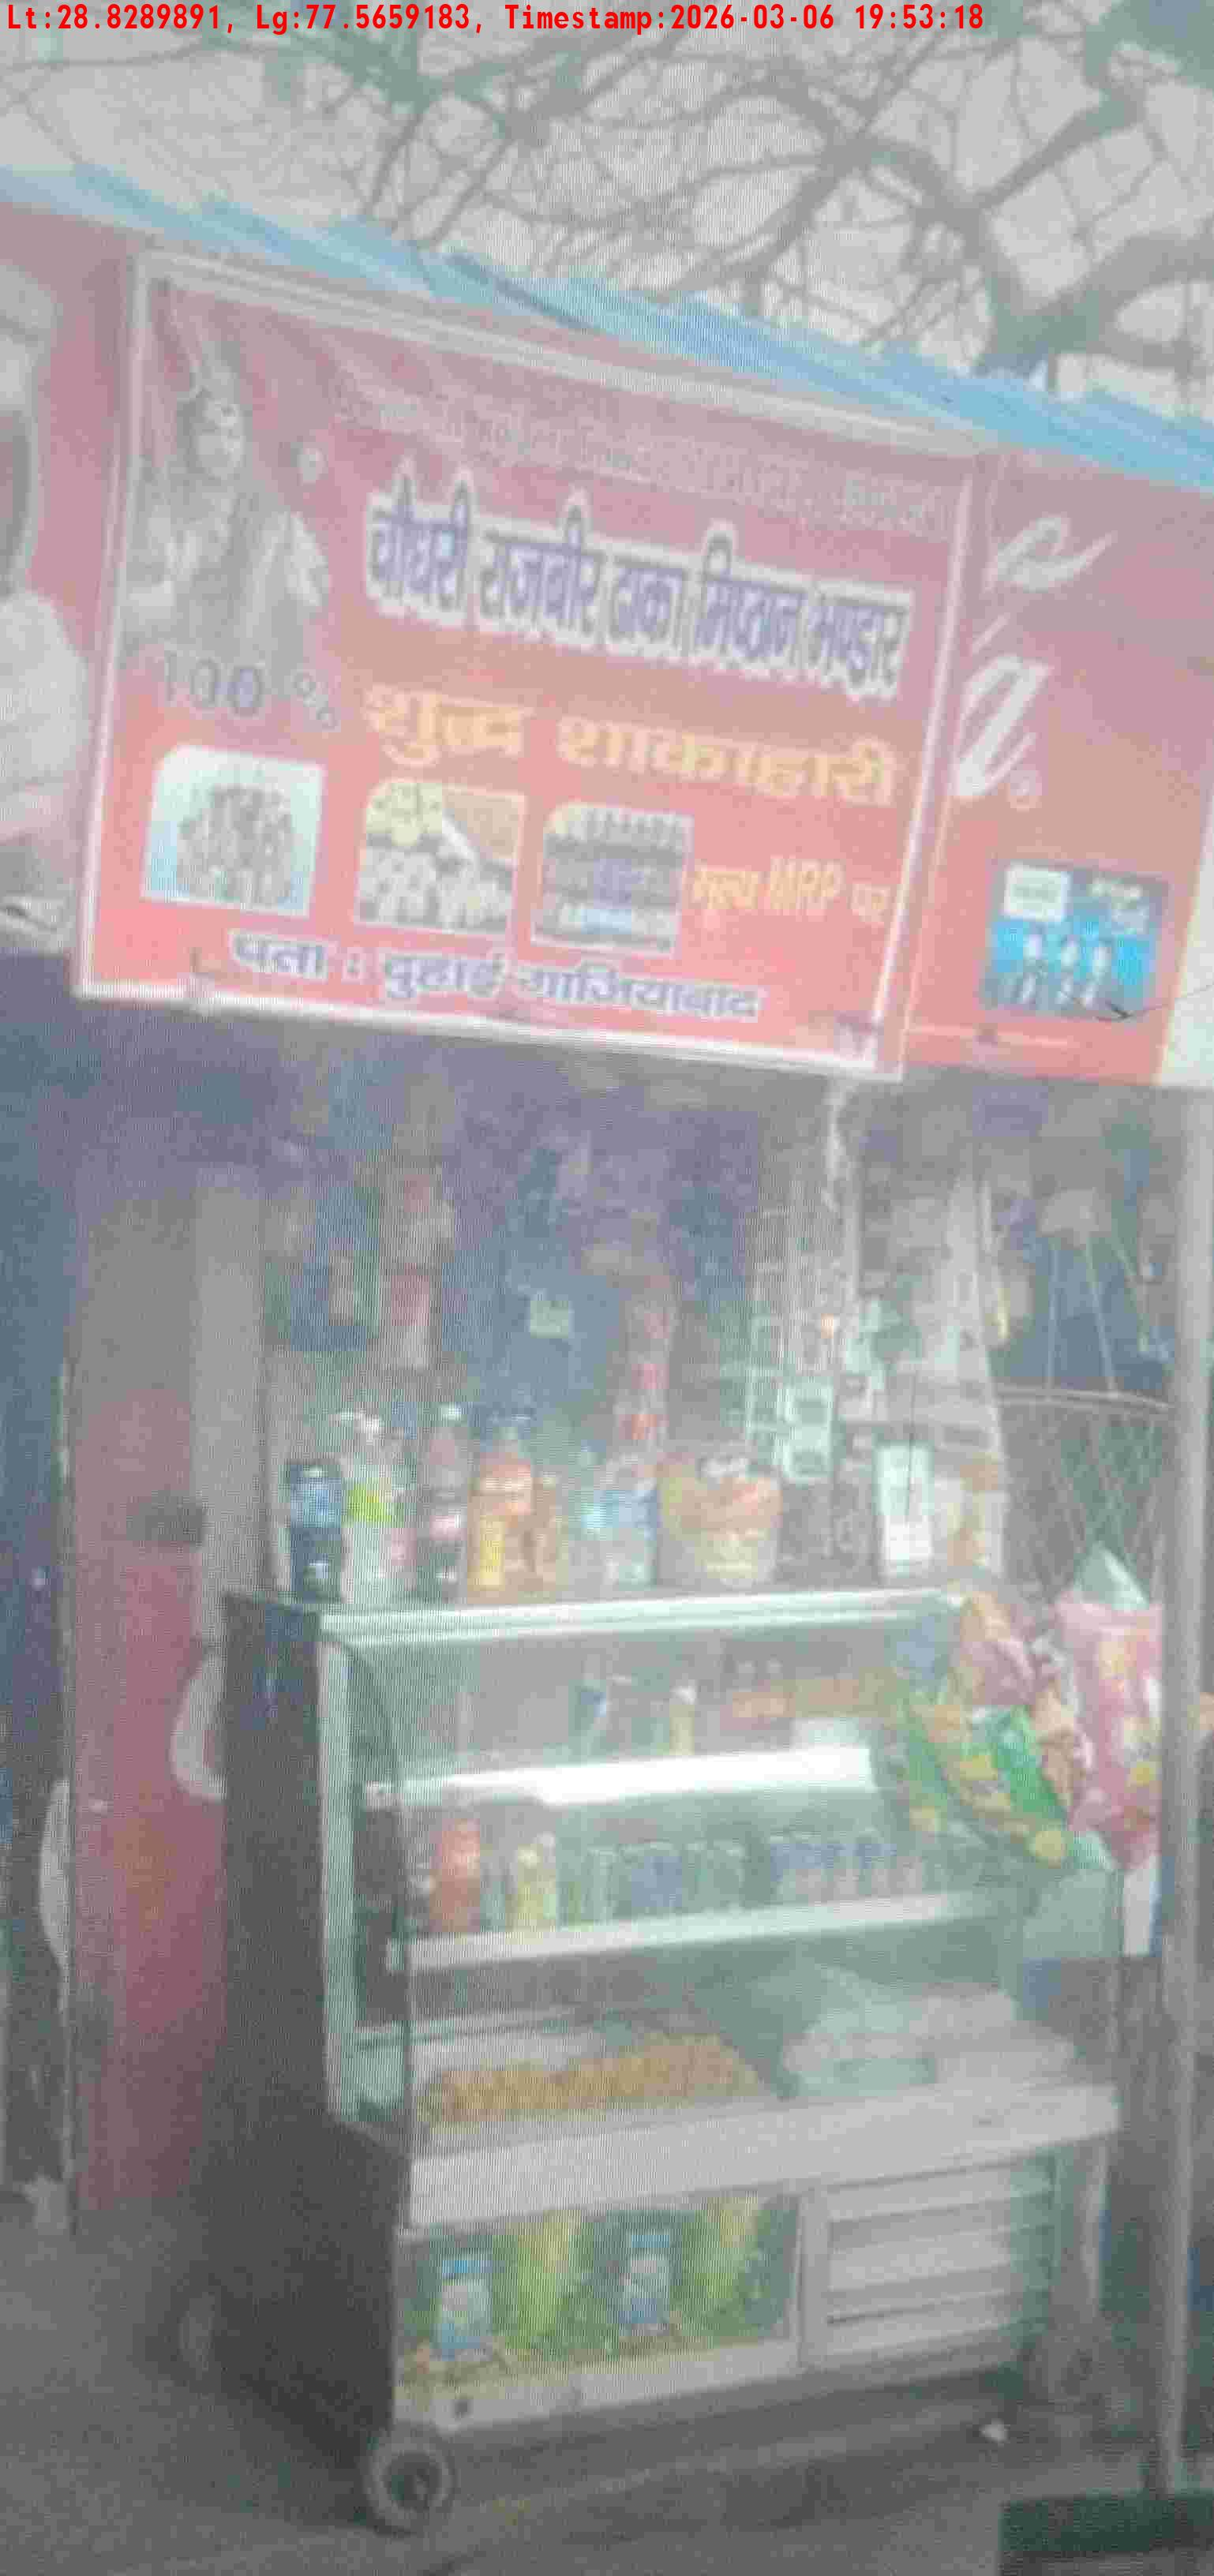 Lt:28.8289891, Lg:77.5659183, Timestamp:2026-03-06 19:53:18
चौधरी राजबीर ढाका मिष्ठान भण्डार
100 % शुद्ध शाकाहारी
मूल्य MRP पर
पता : दुहाई गाजियाबाद